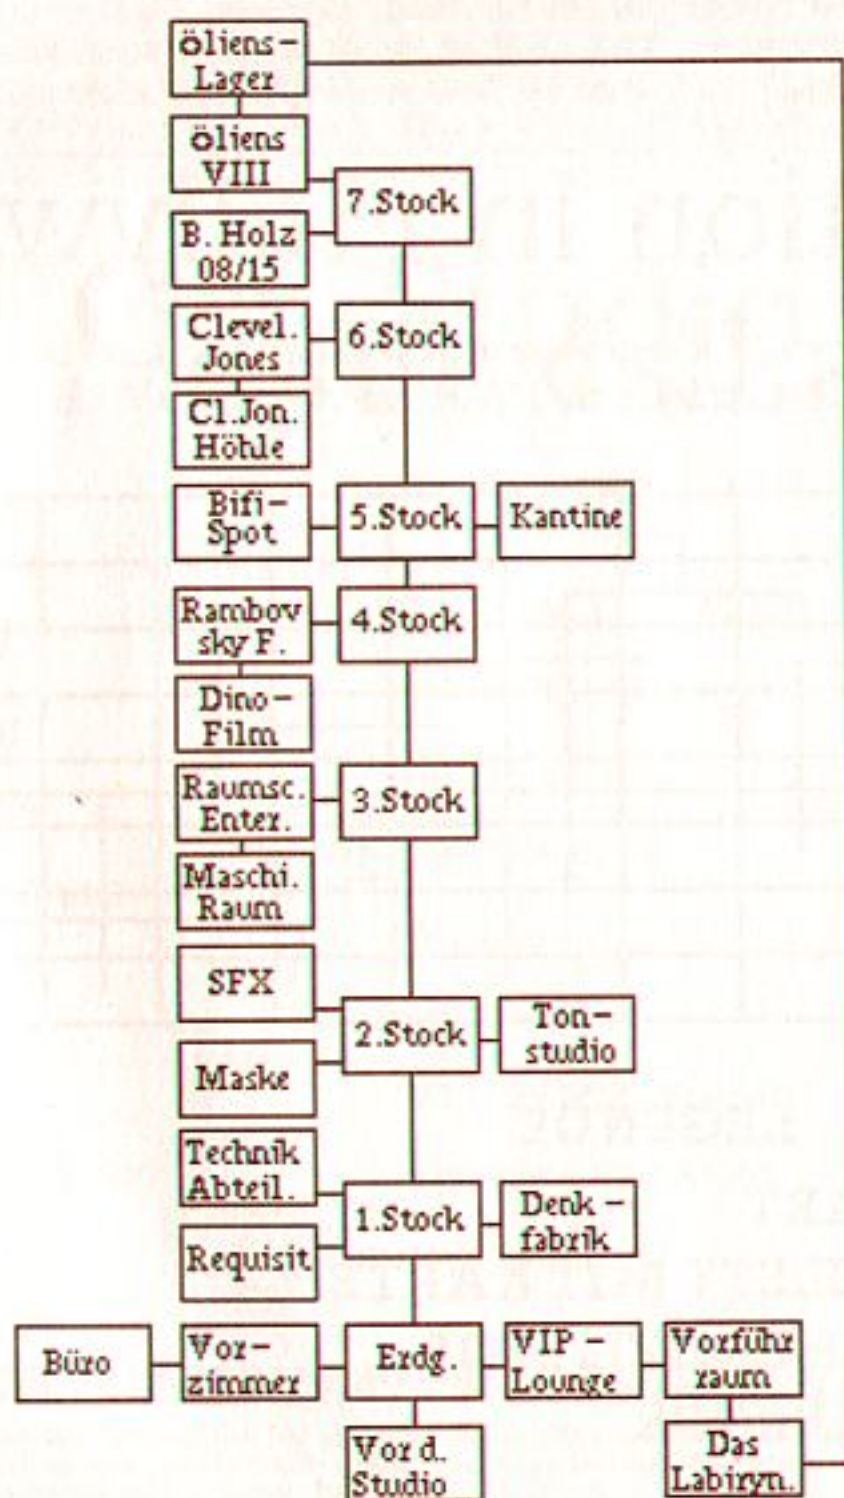 öliens-
Lager
öliens
VIII
7.Stock
B. Holz
08/15
Clevel.
Jones
6.Stock
Cl.Jon.
Höhle
Bifi-
Spot
5.Stock
Kantine
Rambov
sky F.
4.Stock
Dino-
Film
Raumsc.
Enter.
3.Stock
Maschi.
Raum
SFX
2.Stock
Ton-
studio
Maske
Technik
Abteil.
1.Stock
Denk-
fabrik
Requisit
Büro
Vor-
zimmer
Erdg.
VIP-
Lounge
Vorführ
raum
Vor d.
Studio
Das
Labiryn.